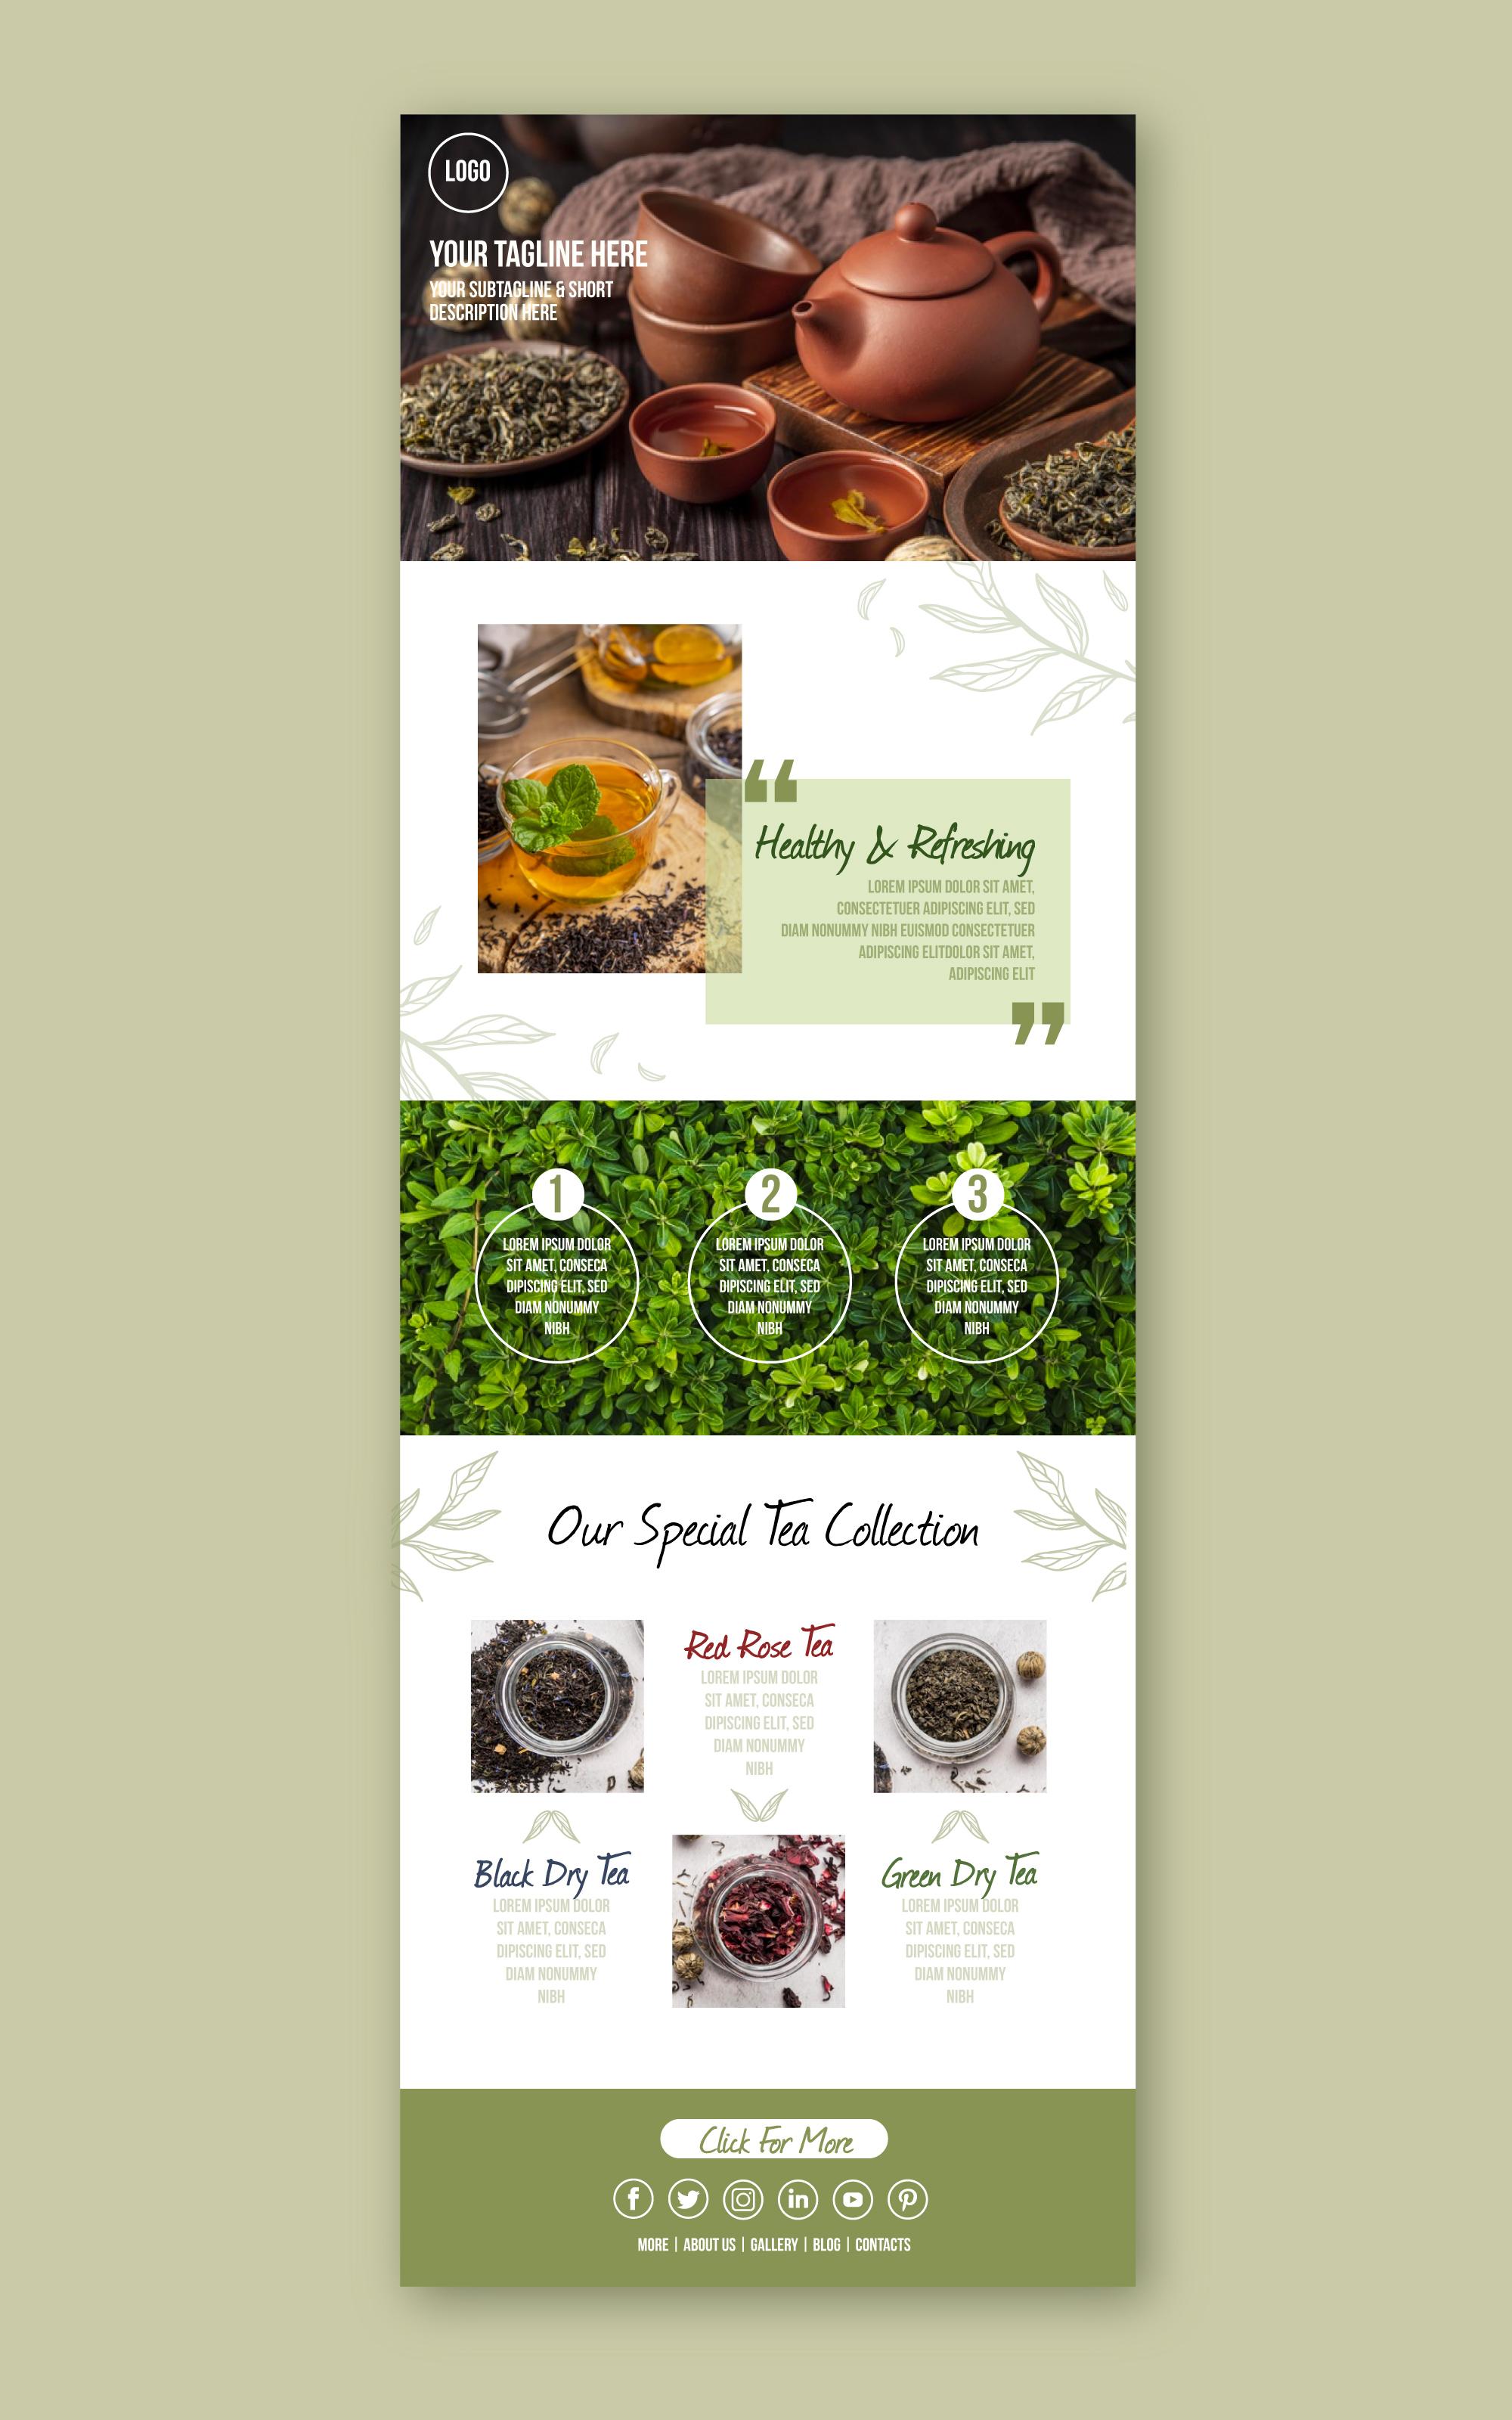 LOGO
YOUR TAGLINE HERE
YOUR SUBTAGLINE & SHORT
DESCRIPTION HERE
“
Healthy & Refreshing
LOREM IPSUM DOLOR SIT AMET,
CONSECTETUER ADIPISCING ELIT, SED
DIAM NONUMMY NIBH EUISMOD CONSECTETUER
ADIPISCING ELITDOLOR SIT AMET,
ADIPISCING ELIT
”
1
LOREM IPSUM DOLOR
SIT AMET, CONSECA
DIPISCING ELIT, SED
DIAM NONUMMY
NIBH
2
LOREM IPSUM DOLOR
SIT AMET, CONSECA
DIPISCING ELIT, SED
DIAM NONUMMY
NIBH
3
LOREM IPSUM DOLOR
SIT AMET, CONSECA
DIPISCING ELIT, SED
DIAM NONUMMY
NIBH
Our Special Tea Collection
Red Rose Tea
LOREM IPSUM DOLOR
SIT AMET, CONSECA
DIPISCING ELIT, SED
DIAM NONUMMY
NIBH
Black Dry Tea
LOREM IPSUM DOLOR
SIT AMET, CONSECA
DIPISCING ELIT, SED
DIAM NONUMMY
NIBH
Green Dry Tea
LOREM IPSUM DOLOR
SIT AMET, CONSECA
DIPISCING ELIT, SED
DIAM NONUMMY
NIBH
Click For More
MORE | ABOUT US | GALLERY | BLOG | CONTACTS